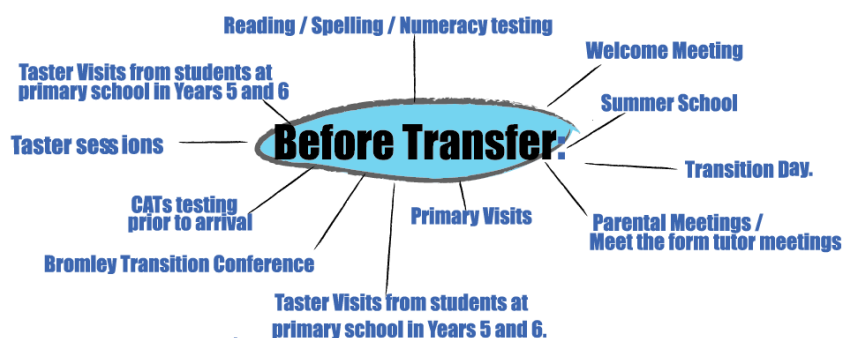 Reading / Spelling / Numeracy testing
Welcome Meeting
Taster Visits from students at
primary school in Years 5 and 6
Summer School
Before Transfer:
Taster sessions
Transition Day.
CATs testing
prior to arrival
Primary Visits
Parental Meetings /
Meet the form tutor meetings
Bromley Transition Conference
Taster Visits from students at
primary school in Years 5 and 6.